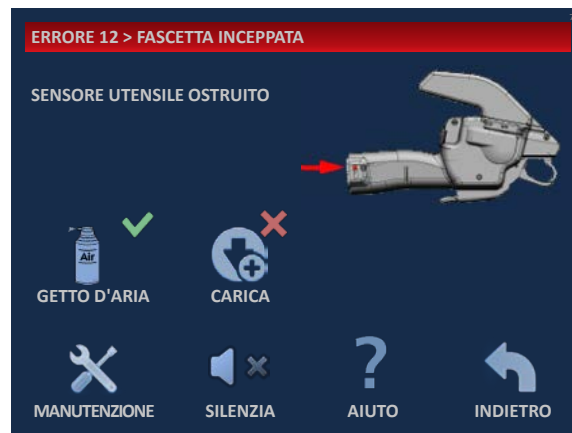 ERRORE 12 > FASCETTA INCEPPATA
SENSORE UTENSILE OSTRUITO
Air
GETTO D'ARIA
CARICA
MANUTENZIONE
SILENZIA
?
AIUTO
INDIETRO